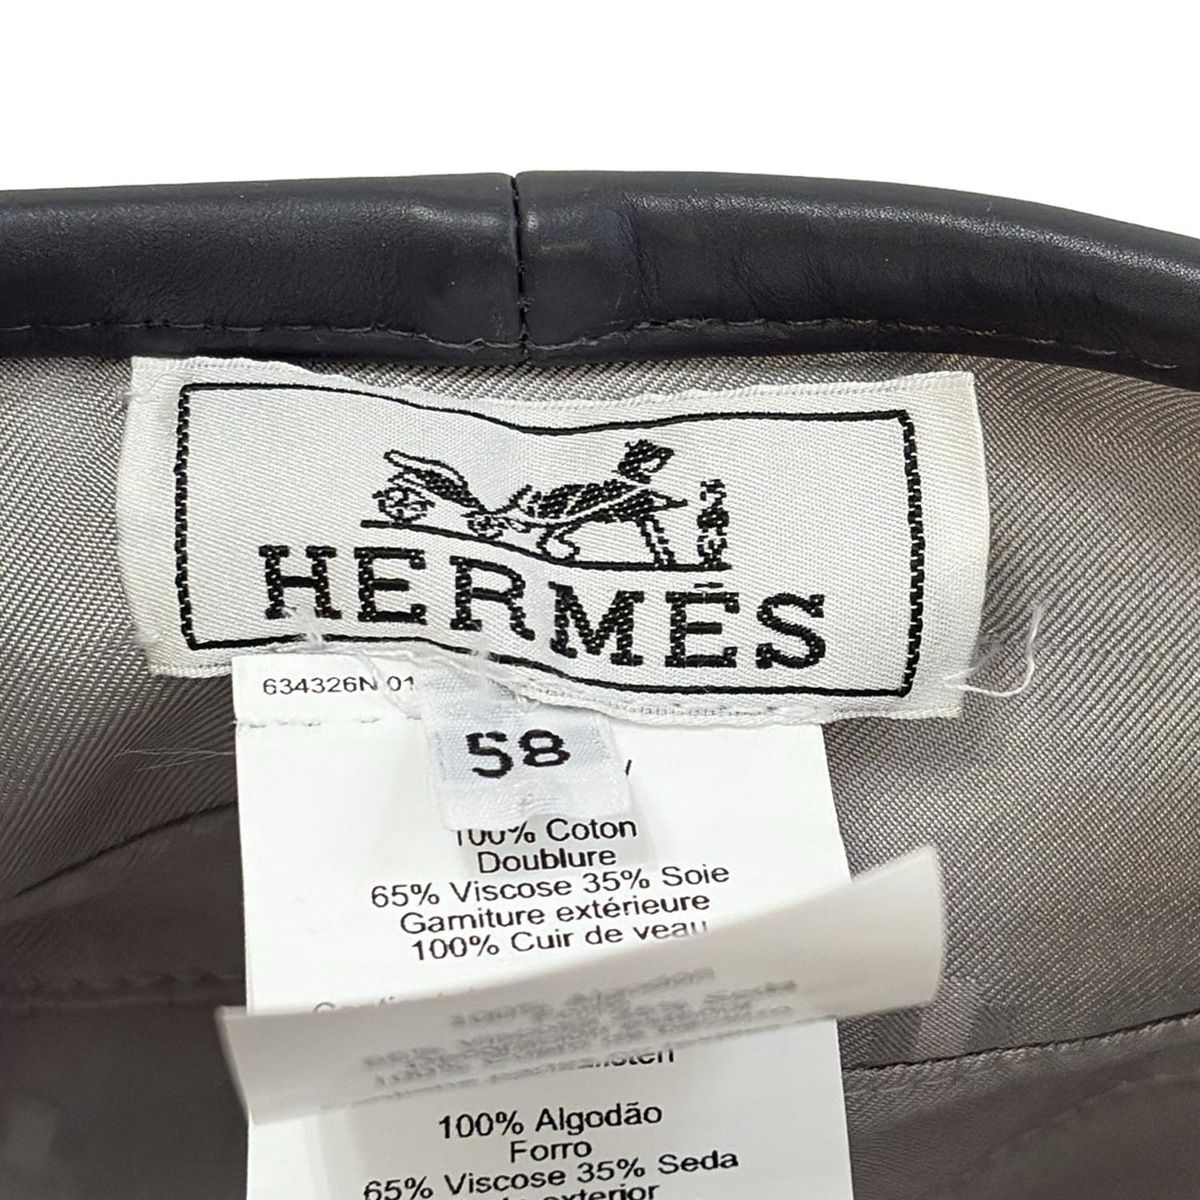 HERMÈS
634326N 01
58
100% Coton
Doublure
65% Viscose 35% Soie
Garniture extérieure
100% Cuir de veau
100% Algodão
Forro
65% Viscose 35% Seda
exterior